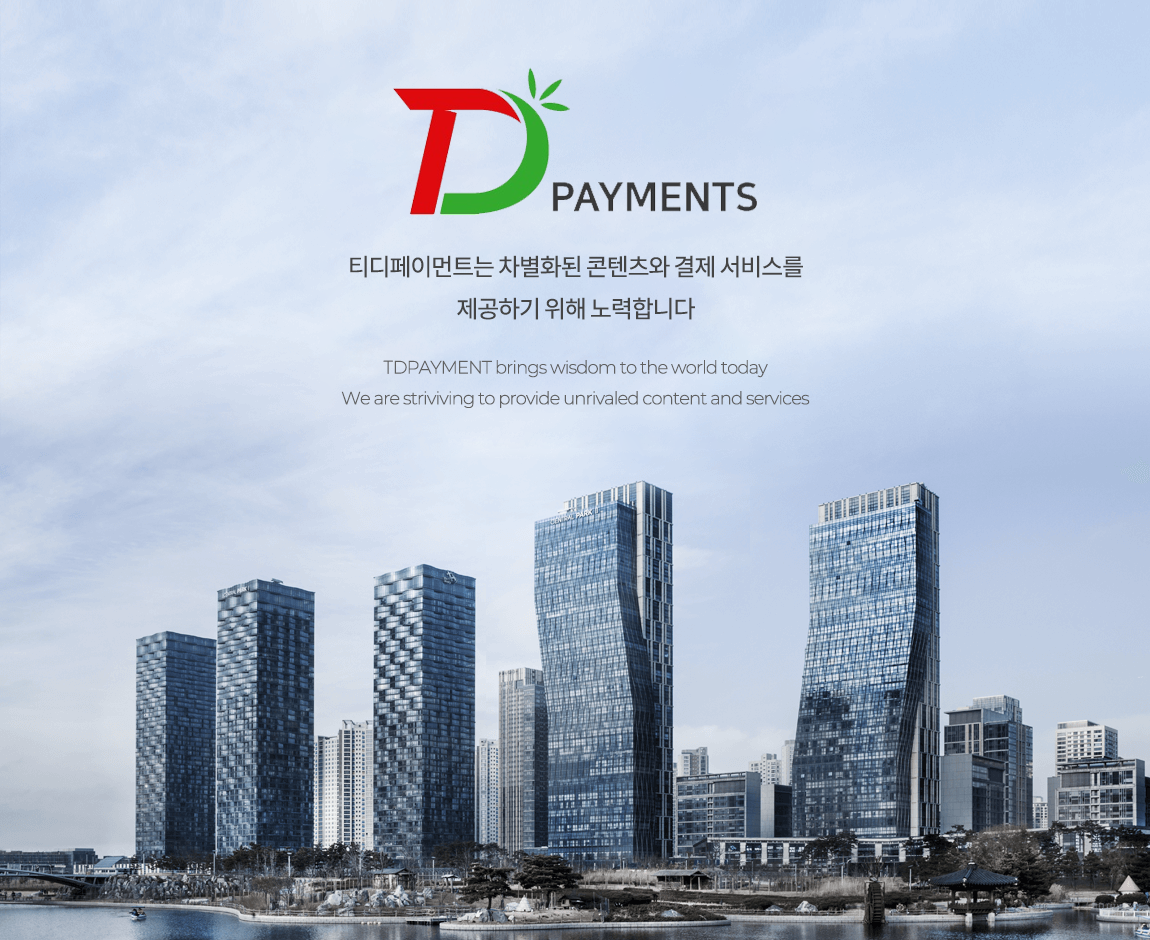 TD PAYMENTS
티디페이먼트는 차별화된 콘텐츠와 결제 서비스를
제공하기 위해 노력합니다
TDPAYMENT brings wisdom to the world today
We are striviving to provide unrivaled content and services
PARK